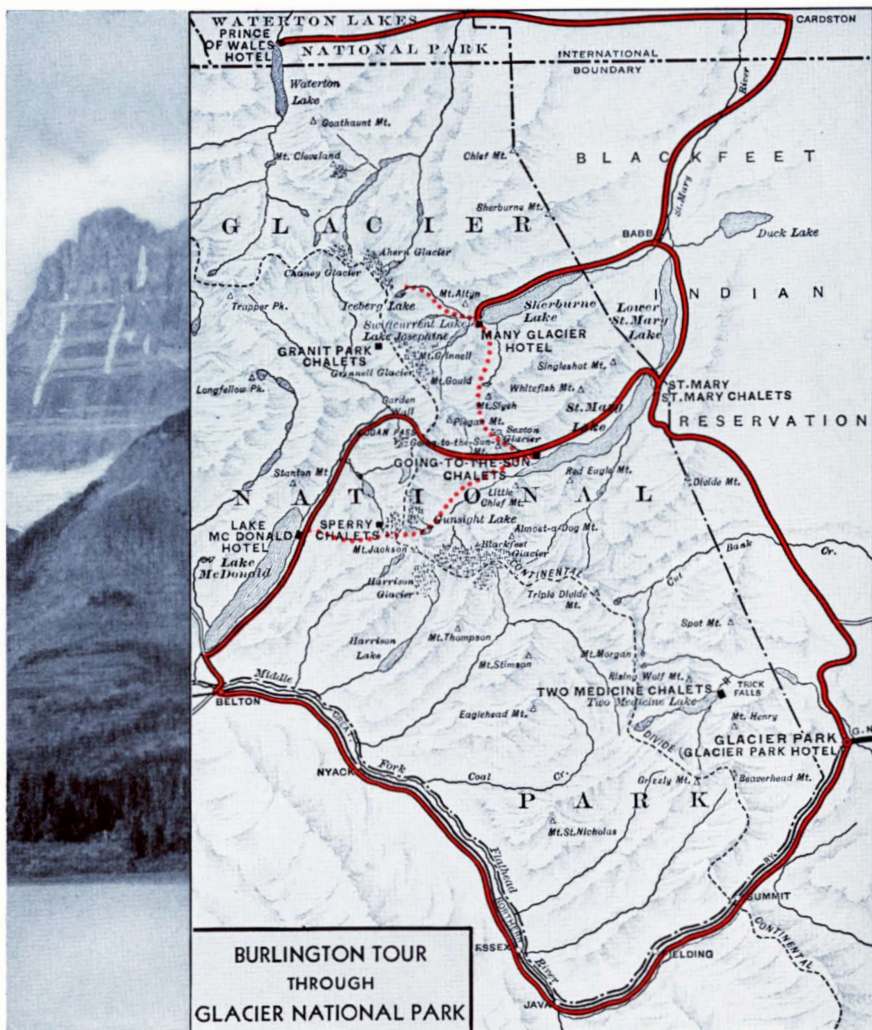 WATERTON LAKES
PRINCE
OF WALES
HOTEL
NATIONAL PARK
CARDSTON
INTERNATIONAL
BOUNDARY
River
Waterton
Lake
Goathaunt Mt.
Mt. Cleveland
Chief Mt.
BLACKFEET
St. Mary
Sherburne Mt.
GLACIER
BABB
Duck Lake
Ahern Glacier
Chaney Glacier
Mt. Altyn
Iceberg Lake
Sherburne
Lake
Lower
St. Mary
Lake
INDIAN
Trapper Pk.
Swiftcurrent Lake
Lake Josephine
MANY GLACIER
HOTEL
GRANIT PARK
CHALETS
Mt. Grinnell
Grinnell Glacier
Singleshot Mt.
Mt. Gould
Whitefish Mt.
ST. MARY
ST. MARY CHALETS
Longfellow Pk.
Garden
Wall
Mt. Siyeh
St. Mary
Lake
RESERVATION
LOGAN PASS
Piegan Mt.
Sexton
Glacier
Going-to-the-Sun
Mt.
GOING-TO-THE-SUN
CHALETS
Stanton Mt.
Red Eagle Mt.
Divide Mt.
NATIONAL
Little
Chief Mt.
LAKE
MC DONALD
HOTEL
SPERRY
CHALETS
Gunsight Lake
Almost-a-Dog Mt.
Lake
McDonald
Mt. Jackson
Blackfeet
Glacier
CONTINENTAL
Cut Bank Cr.
Harrison
Glacier
Triple Divide
Mt.
Spot Mt.
Harrison
Lake
Mt. Thompson
Mt. Stimson
Mt. Morgan
Rising Wolf Mt.
Middle
BELTON
TWO MEDICINE CHALETS
Two Medicine Lake
TRICK
FALLS
GREAT
Eaglehead Mt.
Mt. Henry
DIVIDE
GLACIER PARK
GLACIER PARK HOTEL
G.N.
NYACK
Fork
Coal Cr.
Grizzly Mt.
Beaverhead Mt.
PARK
Mt. St. Nicholas
Flathead
NORTHERN
RY.
SUMMIT
CONTINENTAL
ESSEX
River
FIELDING
JAVA
BURLINGTON TOUR
THROUGH
GLACIER NATIONAL PARK